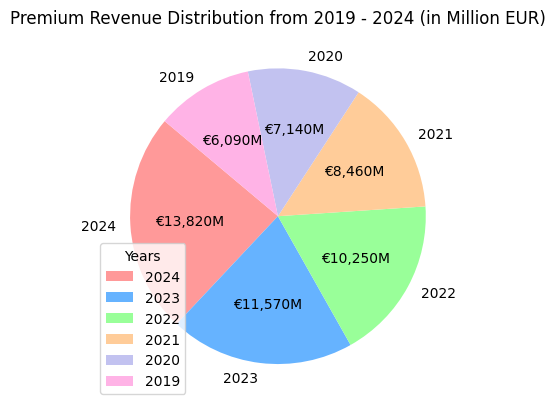 Premium Revenue Distribution from 2019 - 2024 (in Million EUR)
2020
2019
€7,140M
2021
€6,090M
€8,460M
€13,820M
2024
€10,250M
2022
€11,570M
2023
Years
2024
2023
2022
2021
2020
2019